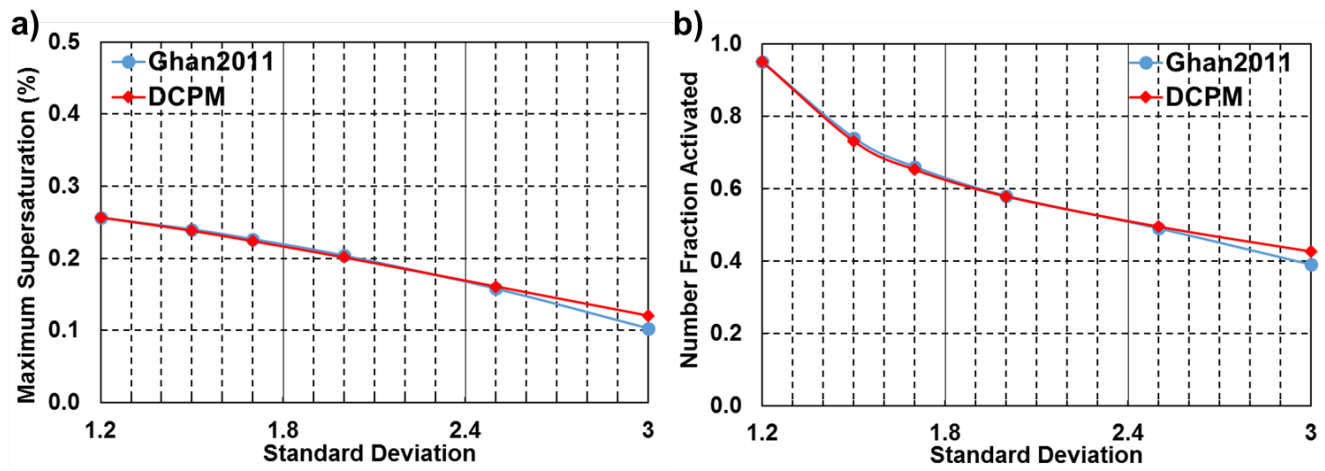 a)
Maximum Supersaturation (%)
0.5
0.4
0.3
0.2
0.1
0.0
Ghan2011
DCPM
1.2
1.8
2.4
3
Standard Deviation
b)
Number Fraction Activated
1.0
0.8
0.6
0.4
0.2
0.0
Ghan2011
DCPM
1.2
1.8
2.4
3
Standard Deviation